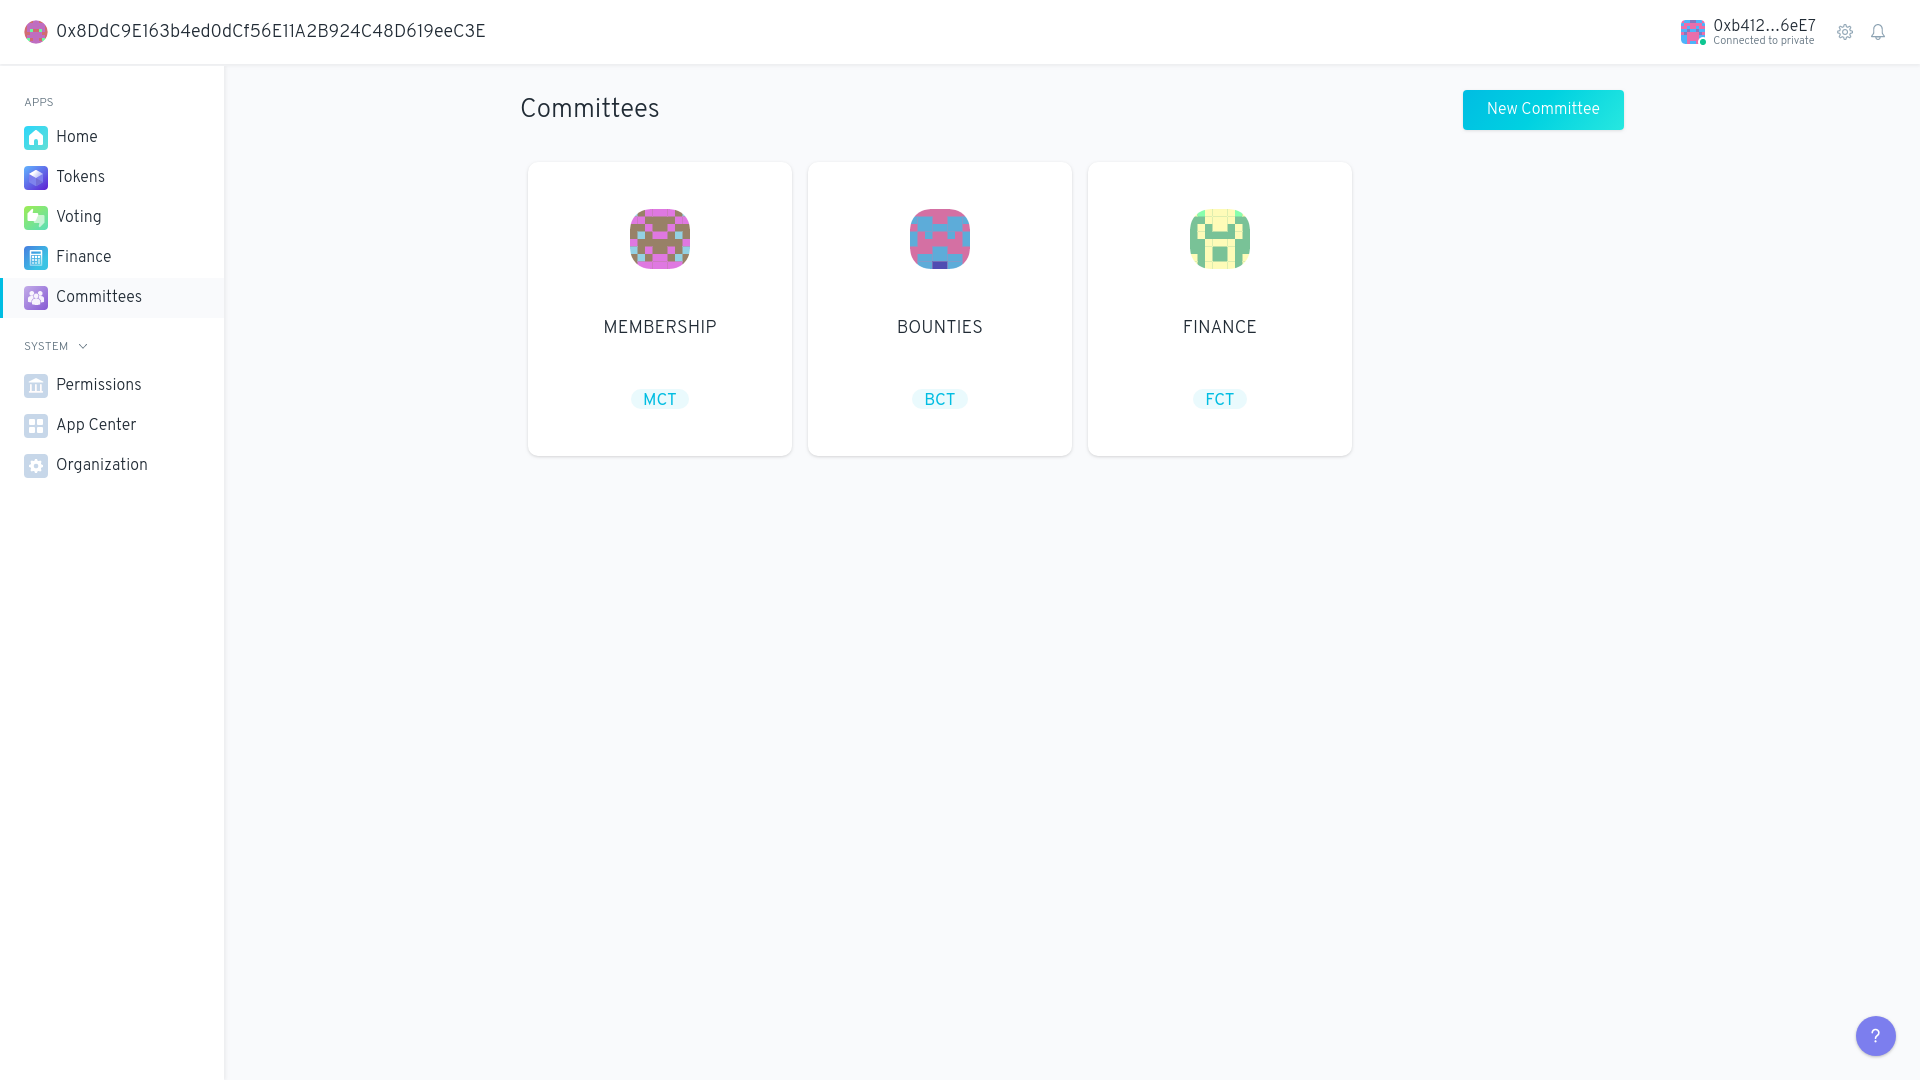 0x8DdC9E163b4ed0dCf56E11A2B924C48D619eeC3E
0xb412...6eE7
Connected to private
APPS
Home
Tokens
Voting
Finance
Committees
SYSTEM
Permissions
App Center
Organization
Committees
New Committee
MEMBERSHIP
MCT
BOUNTIES
BCT
FINANCE
FCT
?